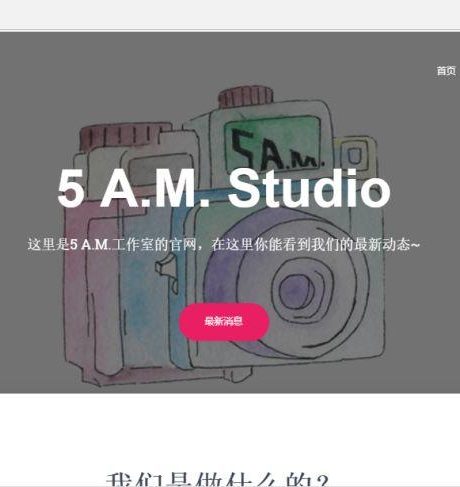 首页
5 A.M.
5 A.M. Studio
这里是5 A.M.工作室的官网，在这里你能看到我们的最新动态~
最新消息
我们是做什么的?